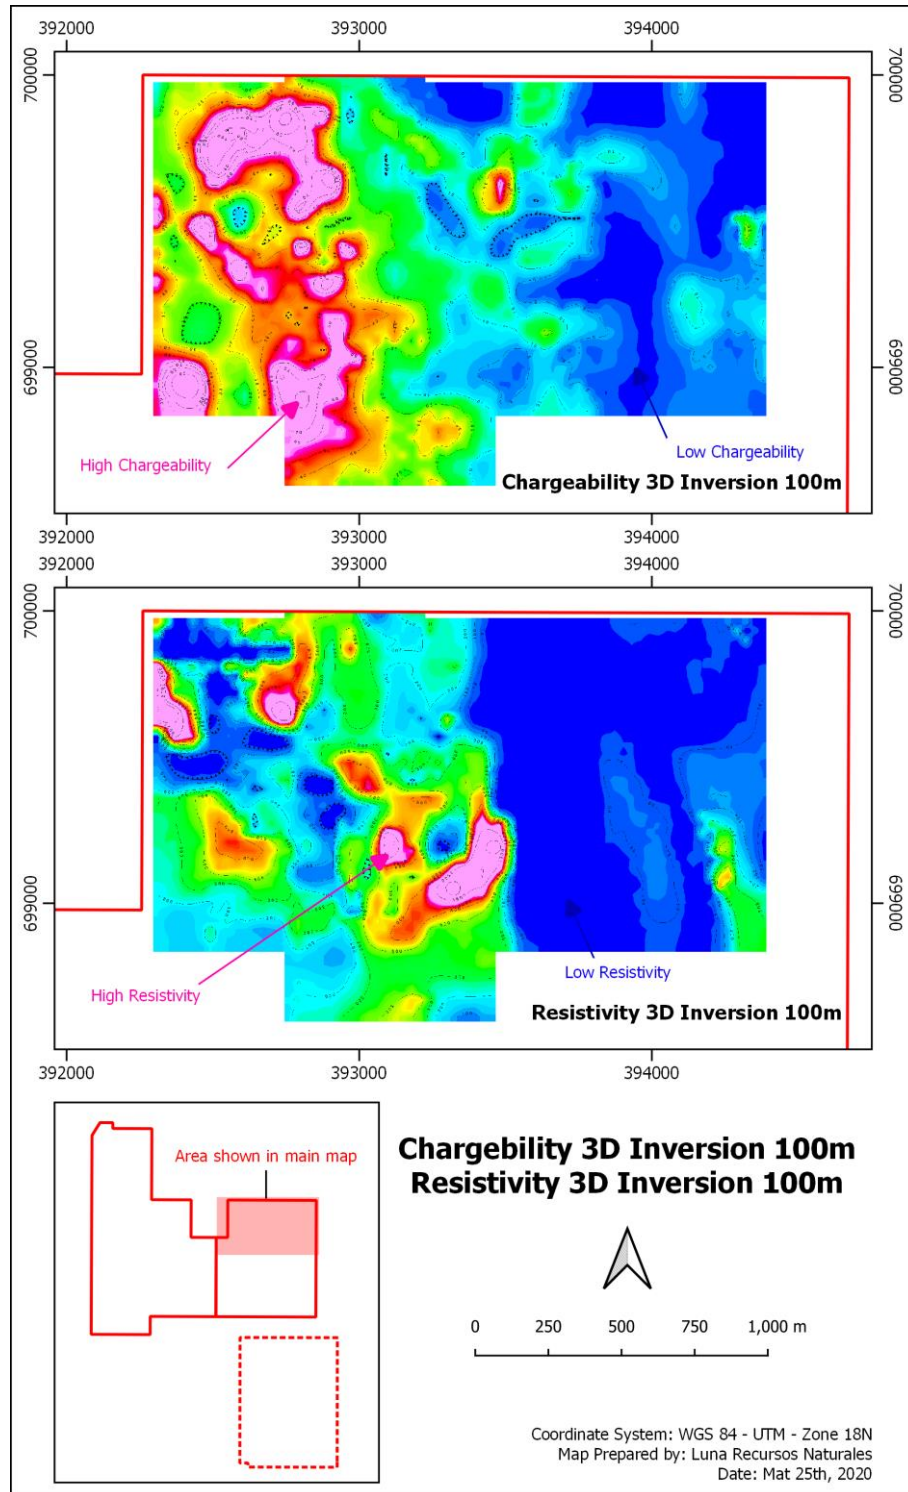 392000 393000 394000
700000 700000
699000 699000
High Chargeability
Low Chargeability
Chargeability 3D Inversion 100m
392000 393000 394000
392000 393000 394000
700000 700000
699000 699000
High Resistivity
Low Resistivity
Resistivity 3D Inversion 100m
392000 393000 394000
Area shown in main map
Chargebility 3D Inversion 100m
Resistivity 3D Inversion 100m
0 250 500 750 1,000 m
Coordinate System: WGS 84 - UTM - Zone 18N
Map Prepared by: Luna Recursos Naturales
Date: Mat 25th, 2020